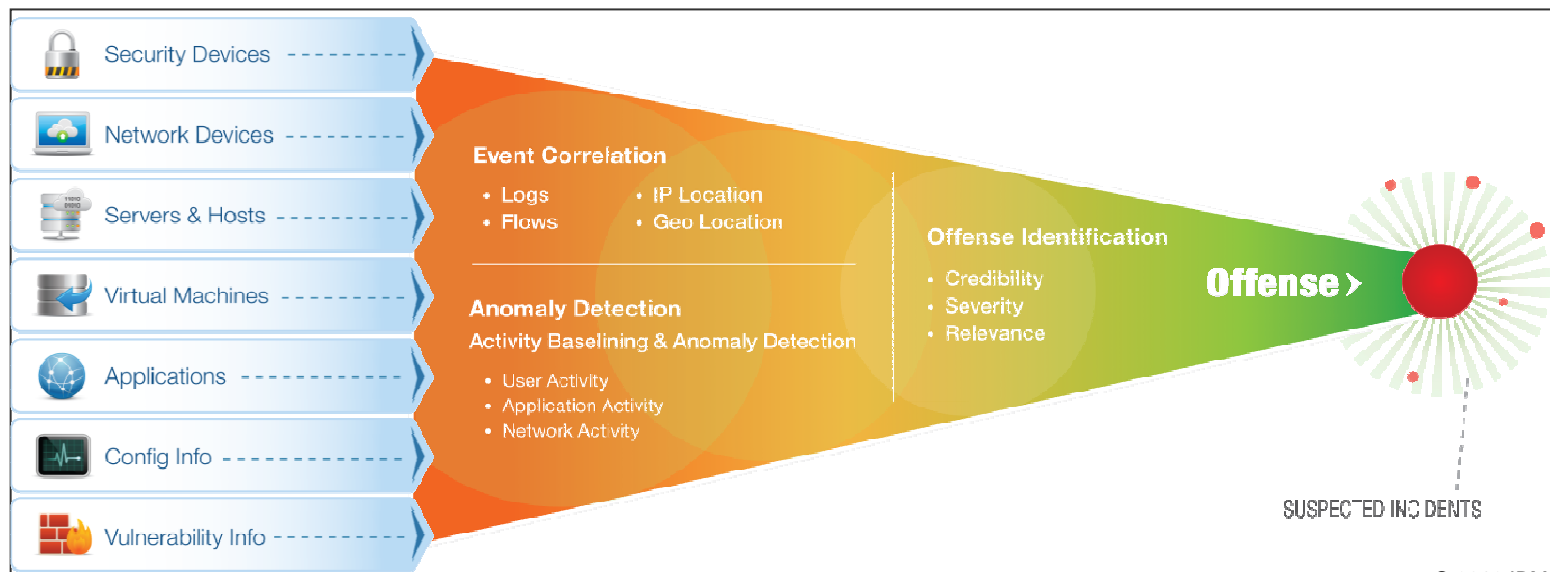 Security Devices
Network Devices
Servers & Hosts
Virtual Machines
Applications
Config Info
Vulnerability Info
Event Correlation
• Logs
• Flows
• IP Location
• Geo Location
Anomaly Detection
Activity Baselining & Anomaly Detection
• User Activity
• Application Activity
• Network Activity
Offense Identification
• Credibility
• Severity
• Relevance
Offense >
SUSPECTED INCIDENTS